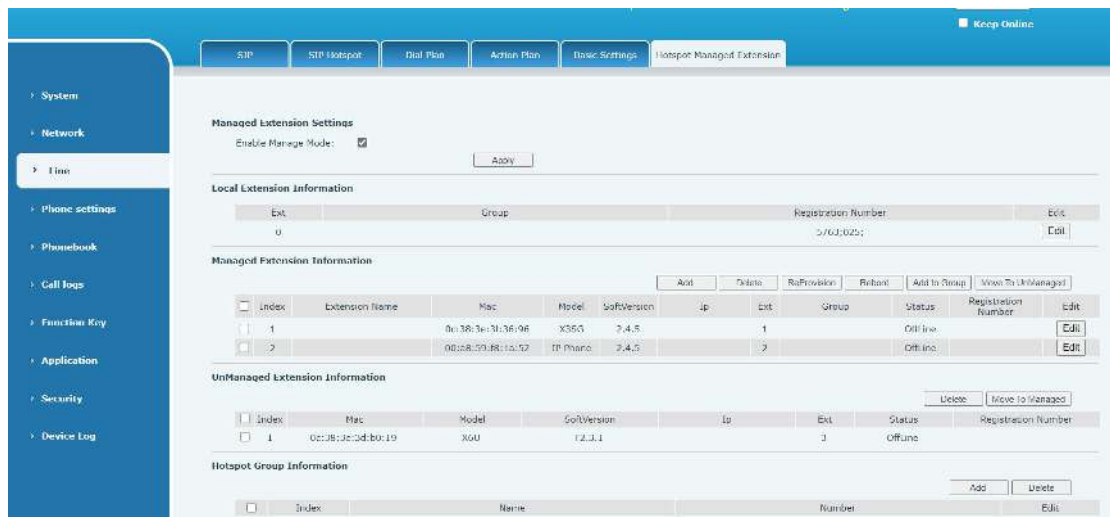 Keep Online
SIP SIP Hotspot Dial Plan Action Plan Basic Settings Hotspot Managed Extension
System
Network
Line
Phone settings
Phonebook
Call logs
Function Key
Application
Security
Device Log
Managed Extension Settings
Enable Manage Mode:
Apply
Local Extension Information
Ext Group Registration Number Edit
0 Edit
Managed Extension Information
Add Delete ReProvision Reboot Add to Group Move To UnManaged
Index Extension Name Mac Model SoftVersion Ip Ext Group Status Registration Number Edit
1 X3SG 2.4.5 1 Offline Edit
2 IP Phone 2.4.5 2 Offline Edit
UnManaged Extension Information
Delete Move To Managed
Index Mac Model SoftVersion Ip Ext Status Registration Number
1 X6U 3 Offline
Hotspot Group Information
Add Delete
Index Name Number Edit